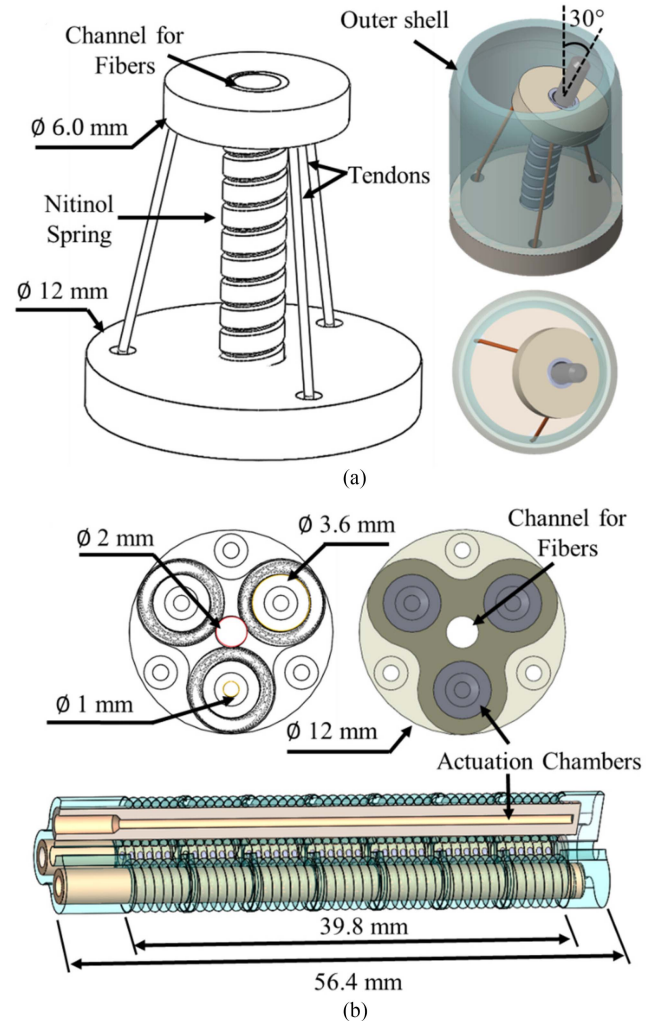 Channel for
Fibers
Outer shell
30°
Ø 6.0 mm
Tendons
Nitinol
Spring
Ø 12 mm
(a)
Ø 2 mm
Ø 3.6 mm
Channel for
Fibers
Ø 1 mm
Ø 12 mm
Actuation Chambers
39.8 mm
56.4 mm
(b)